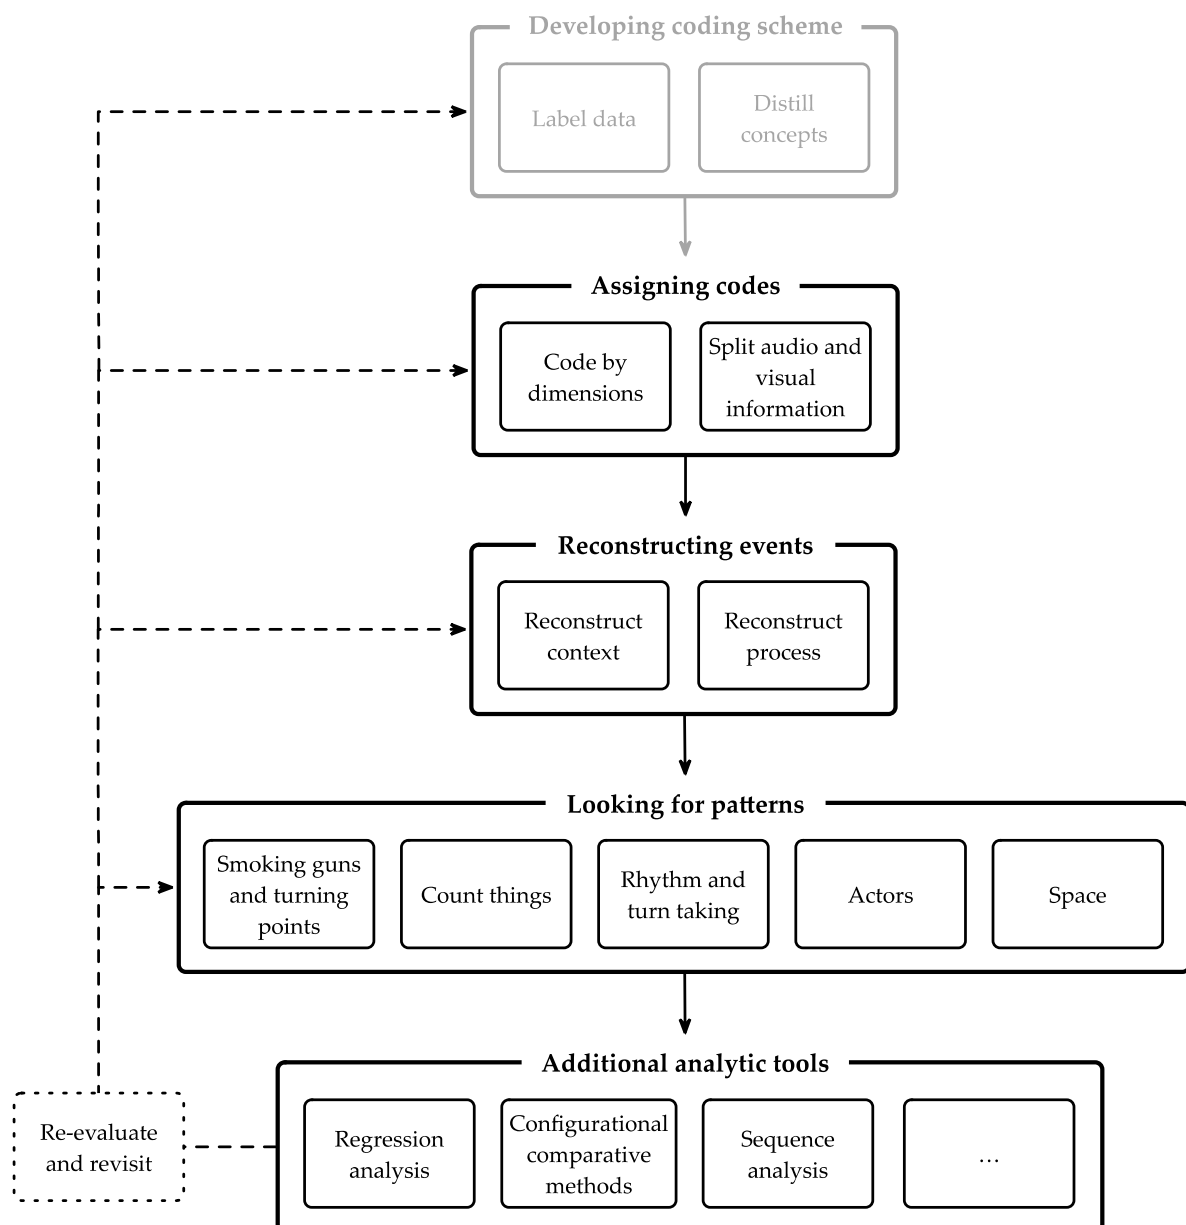 Developing coding scheme
Label data
Distill
concepts
Assigning codes
Code by
dimensions
Split audio and
visual
information
Reconstructing events
Reconstruct
context
Reconstruct
process
Looking for patterns
Smoking guns
and turning
points
Count things
Rhythm and
turn taking
Actors
Space
Additional analytic tools
Re-evaluate
and revisit
Regression
analysis
Configurational
comparative
methods
Sequence
analysis
...